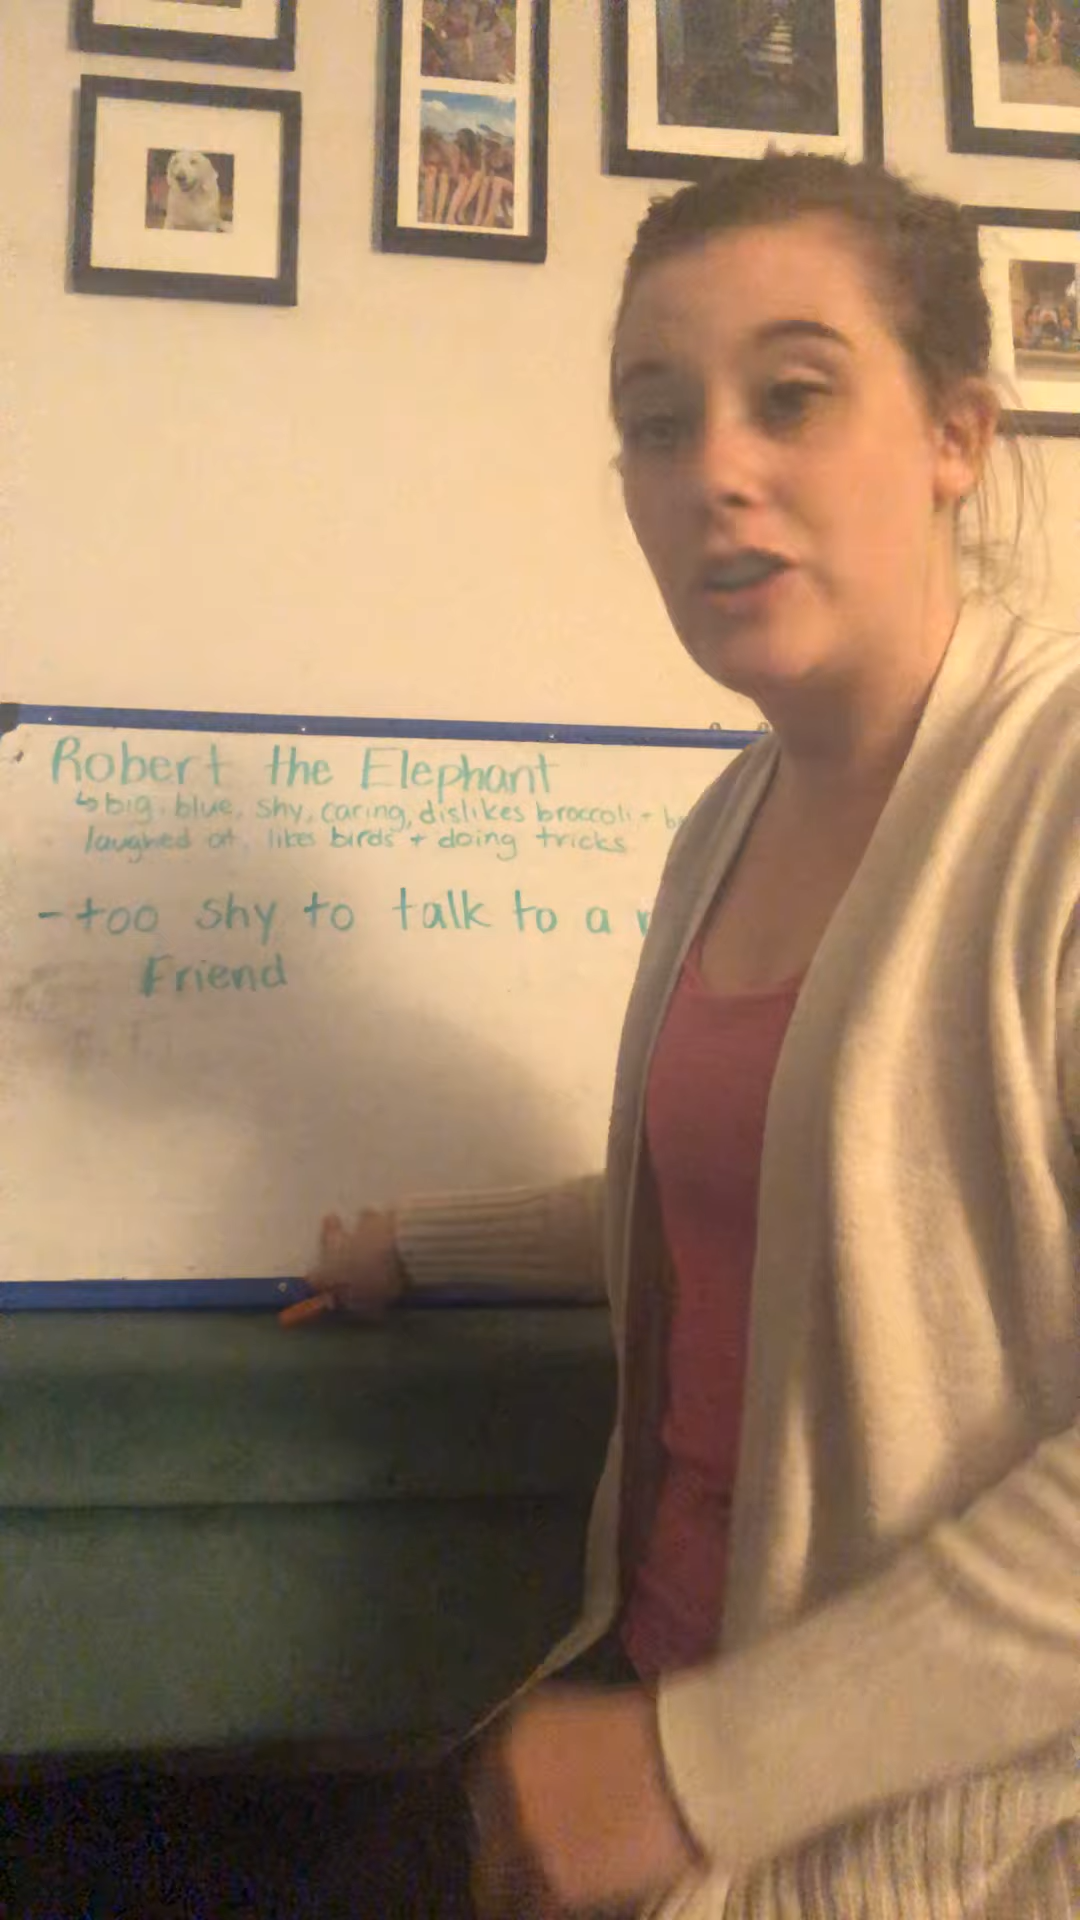 Robert the Elephant
↳ big, blue, shy, caring, dislikes broccoli +
laughed at, likes birds + doing tricks
- too shy to talk to a
Friend